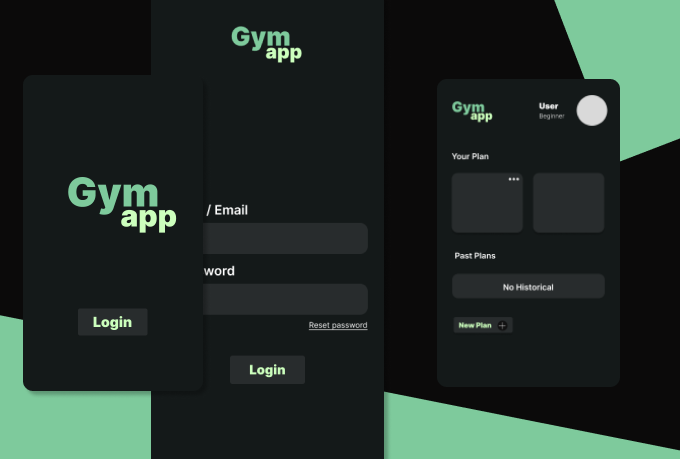 Gym
app
Login
Gym
app
/ Email
word
Reset password
Login
Gym
app
User
Beginner
Your Plan
Past Plans
No Historical
New Plan